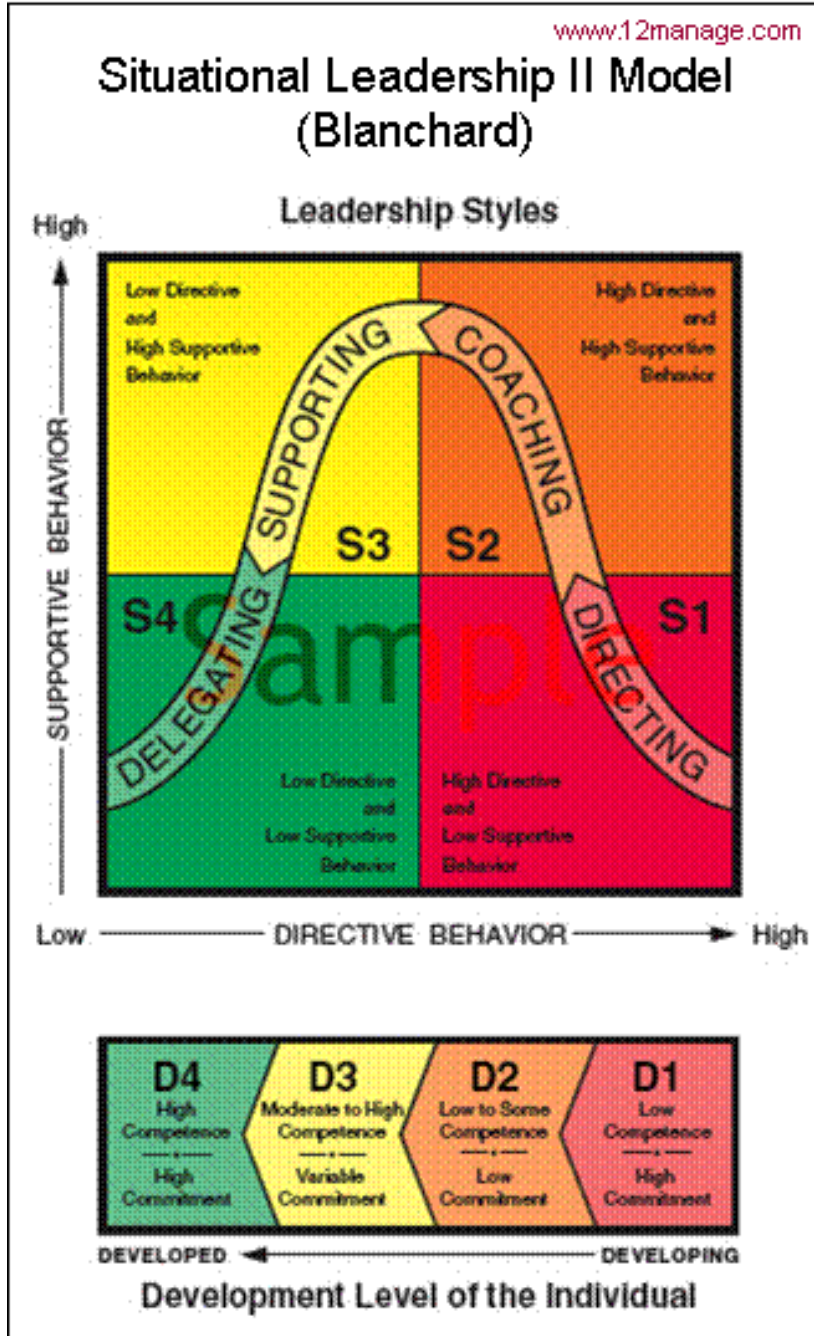 www.12manage.com
Situational Leadership II Model
(Blanchard)
Leadership Styles
High
Low Directive
and
High Supportive
Behavior
High Directive
and
High Supportive
Behavior
SUPPORTING
COACHING
SUPPORTIVE BEHAVIOR
S3
S2
S4
S1
Sample
DELEGATING
DIRECTING
Low Directive
and
Low Supportive
Behavior
High Directive
and
Low Supportive
Behavior
Low
DIRECTIVE BEHAVIOR
High
D4
High
Competence
High
Commitment
D3
Moderate to High
Competence
Variable
Commitment
D2
Low to Some
Competence
Low
Commitment
D1
Low
Competence
High
Commitment
DEVELOPED
DEVELOPING
Development Level of the Individual